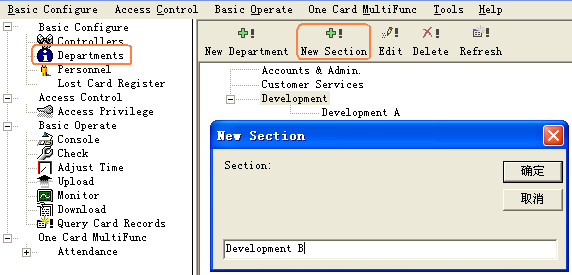 Basic Configure Access Control Basic Operate One Card MultiFunc Tools Help
Basic Configure
Controllers
Departments
Personnel
Lost Card Register
Access Control
Access Privilege
Basic Operate
Console
Check
Adjust Time
Upload
Monitor
Download
Query Card Records
One Card MultiFunc
Attendance
New Department New Section Edit Delete Refresh
Accounts & Admin.
Customer Services
Development
Development A
New Section
Section:
确定
取消
Development B